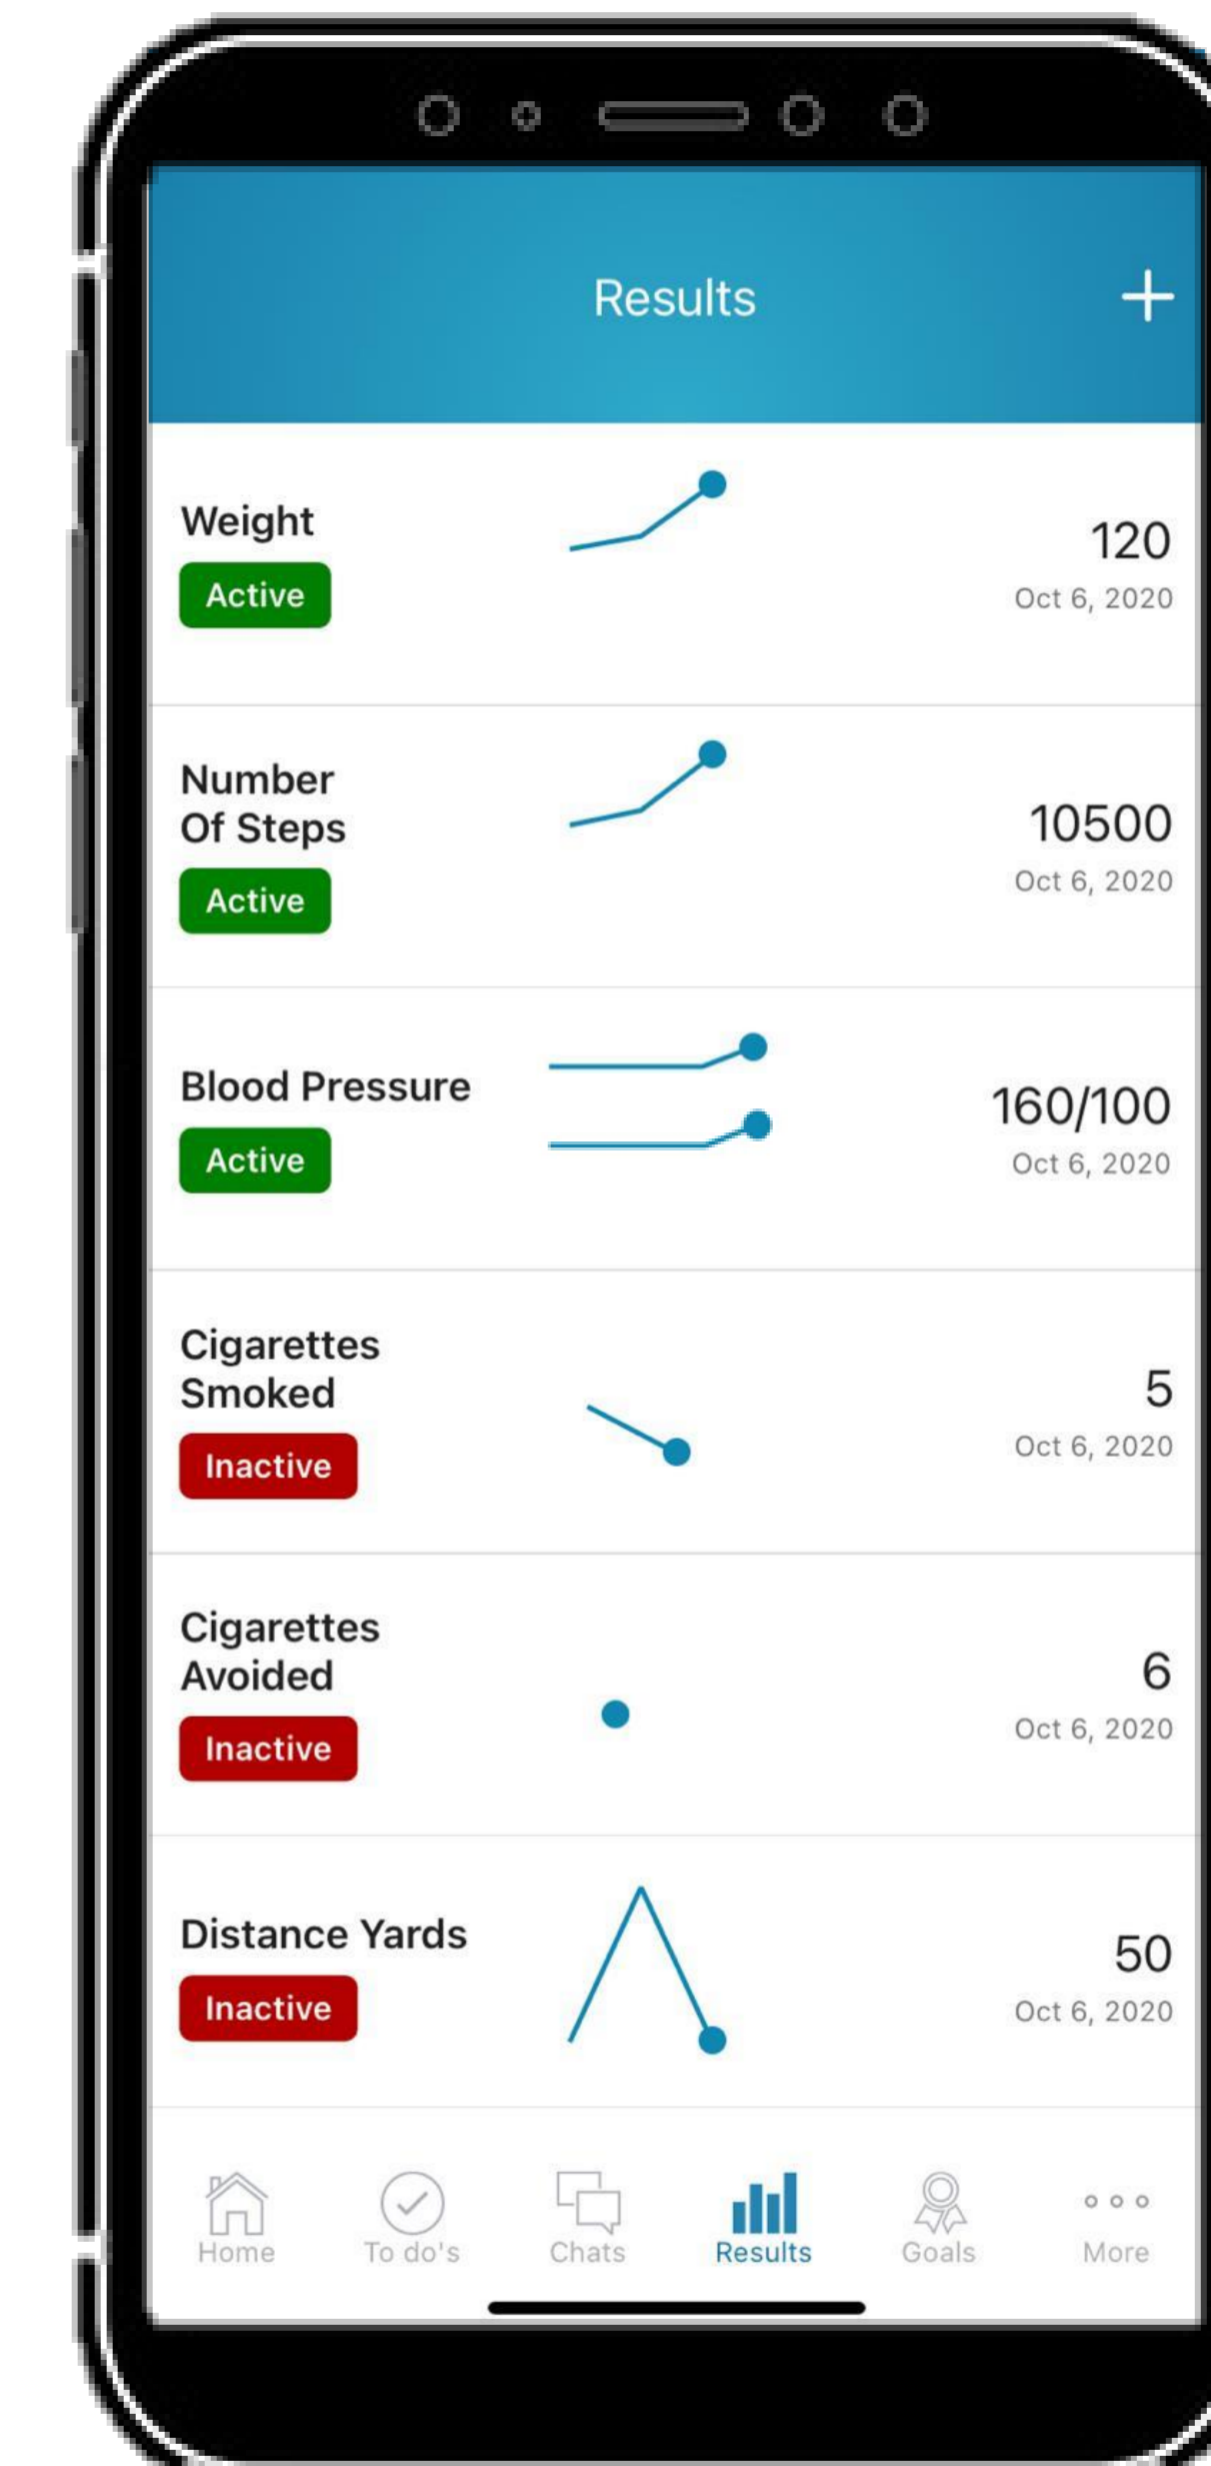 Results
Weight
Active
120
Oct 6, 2020
Number
Of Steps
Active
10500
Oct 6, 2020
Blood Pressure
Active
160/100
Oct 6, 2020
Cigarettes
Smoked
Inactive
5
Oct 6, 2020
Cigarettes
Avoided
Inactive
6
Oct 6, 2020
Distance Yards
Inactive
50
Oct 6, 2020
Home
To do's
Chats
Results
Goals
More